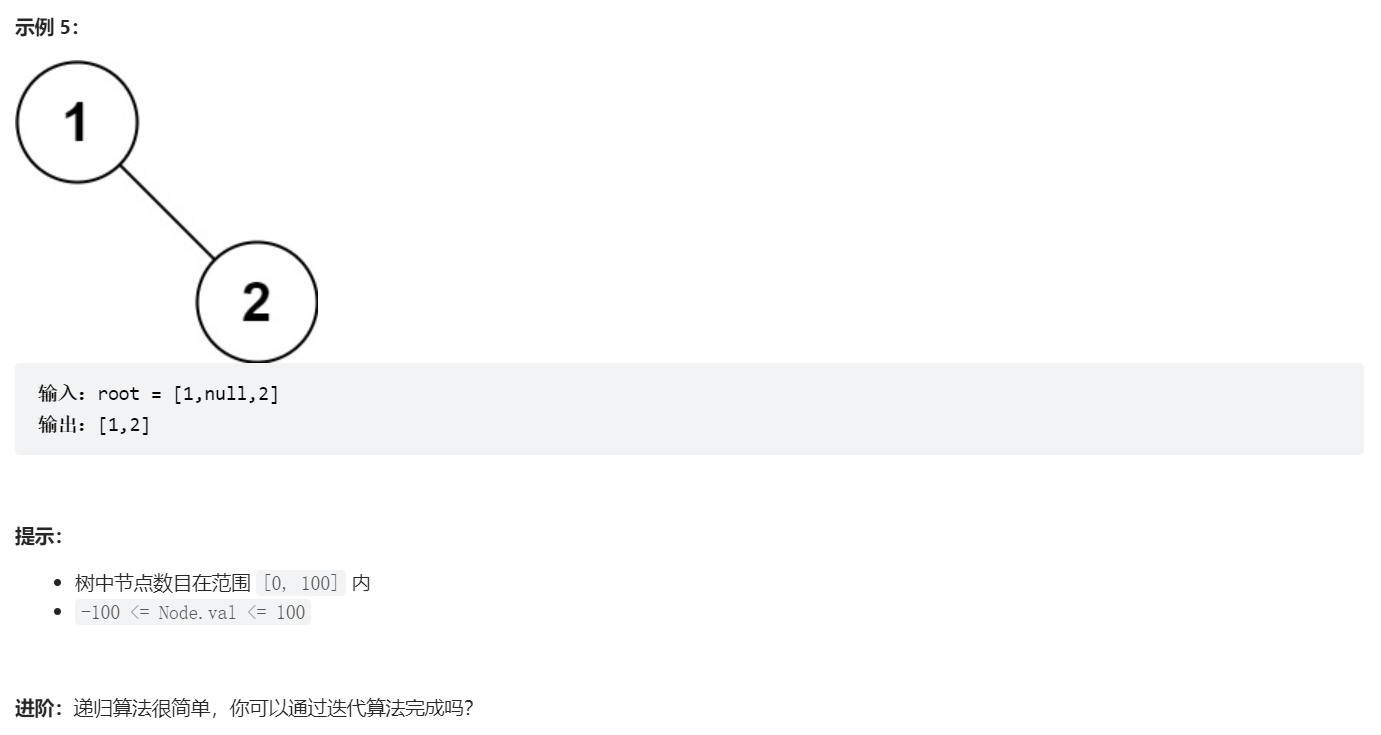 示例 5：
1
2
输入：root = [1,null,2]
输出：[1,2]
提示：
树中节点数目在范围 [0, 100] 内
-100 <= Node.val <= 100
进阶：递归算法很简单，你可以通过迭代算法完成吗？